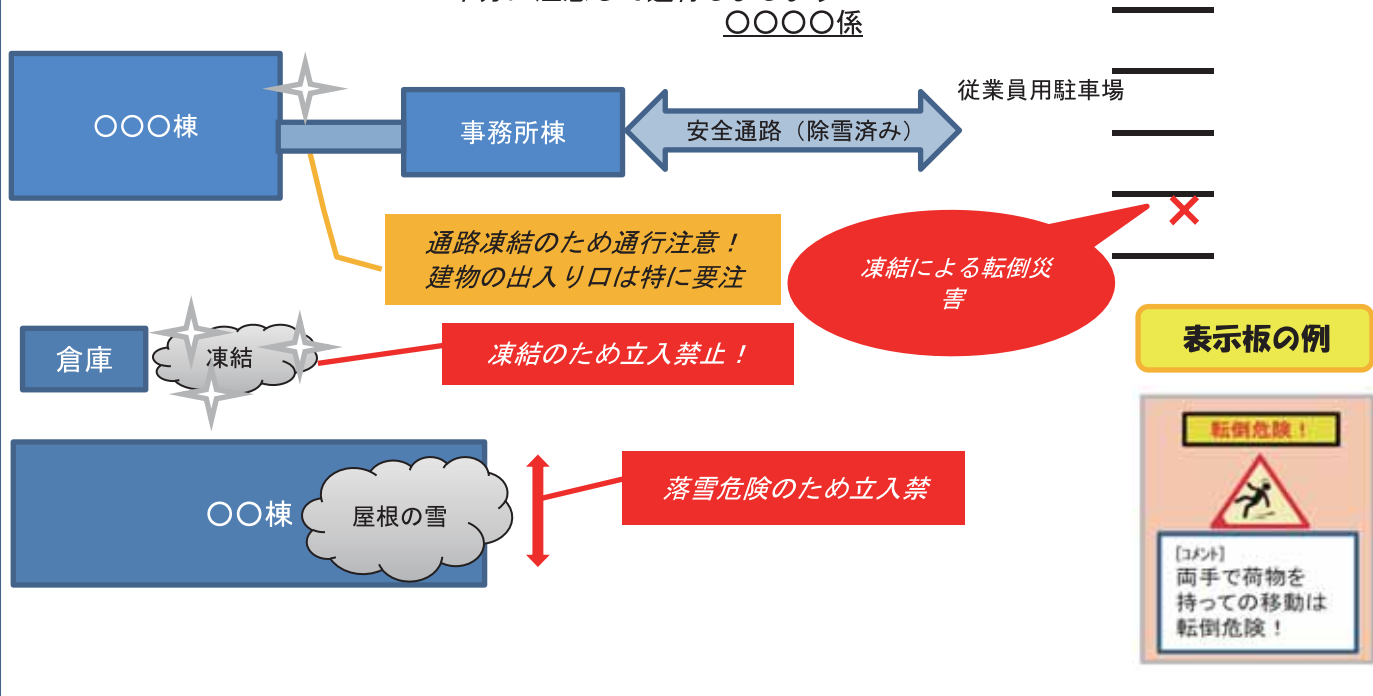 〇〇〇〇係
〇〇〇棟
事務所棟
安全通路（除雪済み）
従業員用駐車場
通路凍結のため通行注意！
建物の出入り口は特に要注
凍結による転倒災
害
倉庫
凍結
凍結のため立入禁止！
表示板の例
〇〇棟
屋根の雪
落雪危険のため立入禁
転倒危険！
［コメント］
両手で荷物を
持っての移動は
転倒危険！